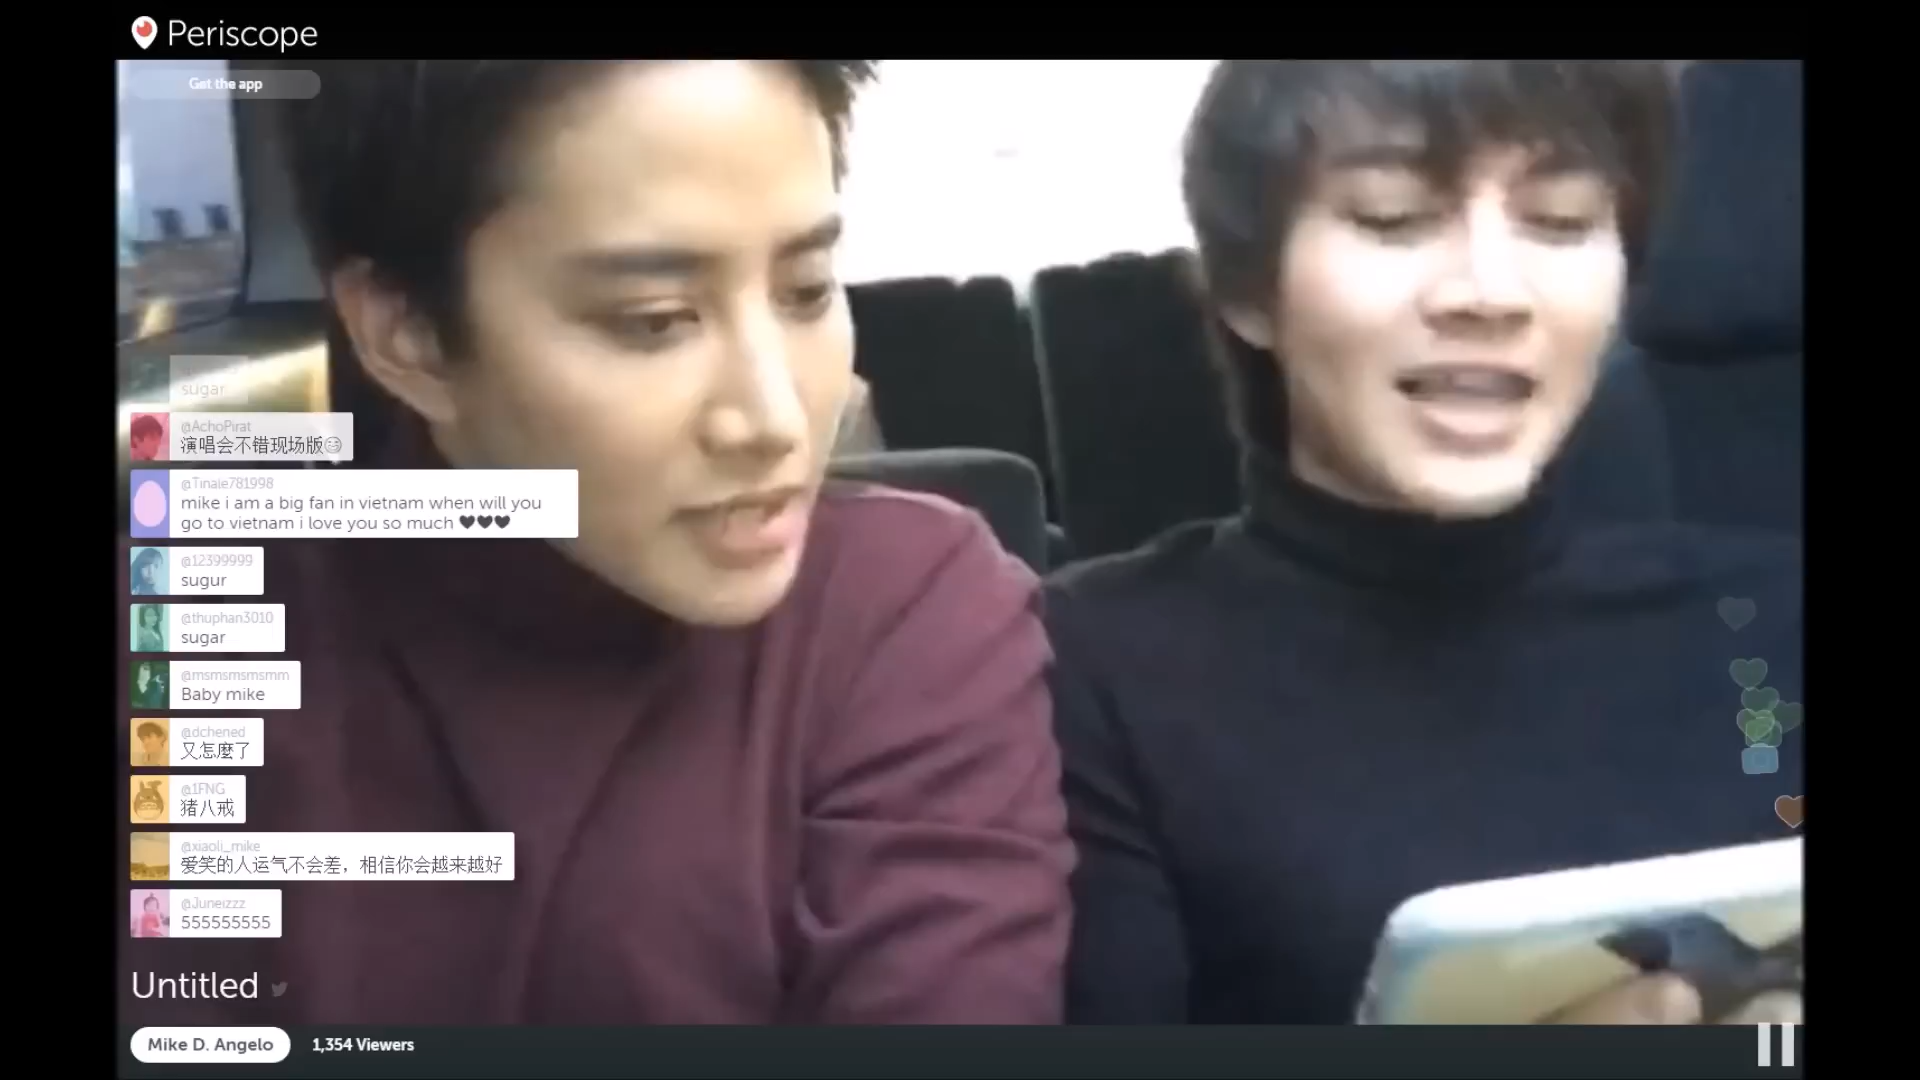 Periscope
Get the app
sugar
@AchoPirat
演唱会不错现场版😊
@Tinale781998
mike i am a big fan in vietnam when will you
go to vietnam i love you so much ♥♥♥
@12399999
sugur
@thuphan3010
sugar
@msmsmsmsmm
Baby mike
@dchened
又怎麼了
@1FNG
猪八戒
@xiaoli_mike
爱笑的人运气不会差，相信你会越来越好
@Juneizzz
555555555
Untitled
Mike D. Angelo
1,354 Viewers